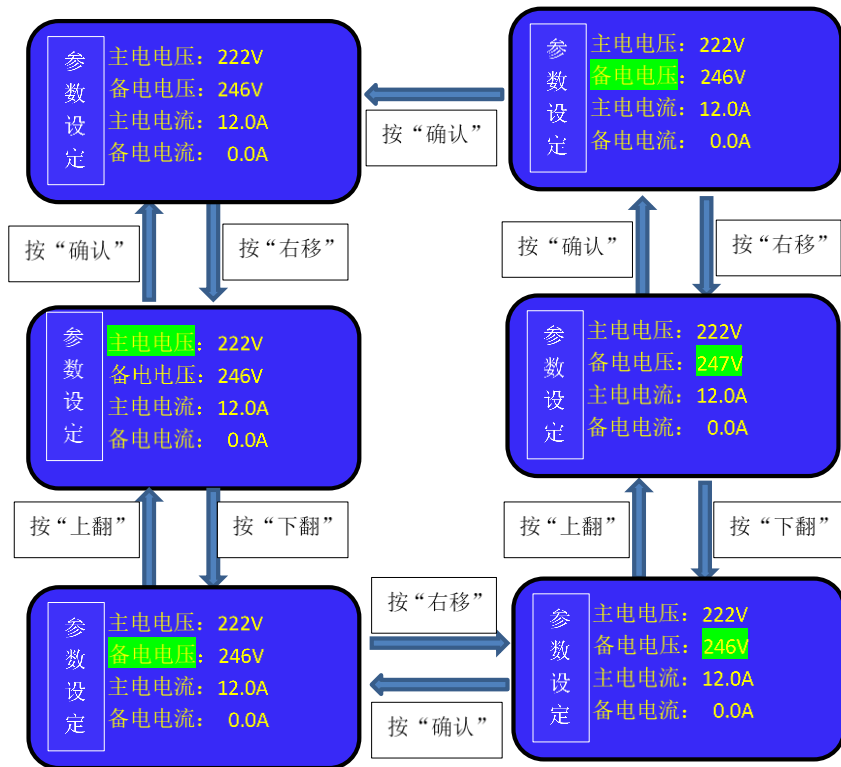 参数设定
主电电压：222V
备电电压：246V
主电电流：12.0A
备电电流： 0.0A
按“确认”
参数设定
主电电压：222V
备电电压：246V
主电电流：12.0A
备电电流： 0.0A
按“确认”
按“右移”
按“确认”
按“右移”
参数设定
主电电压：222V
备电电压：246V
主电电流：12.0A
备电电流： 0.0A
参数设定
主电电压：222V
备电电压：247V
主电电流：12.0A
备电电流： 0.0A
按“上翻”
按“下翻”
按“上翻”
按“下翻”
参数设定
主电电压：222V
备电电压：246V
主电电流：12.0A
备电电流： 0.0A
按“右移”
按“确认”
参数设定
主电电压：222V
备电电压：246V
主电电流：12.0A
备电电流： 0.0A